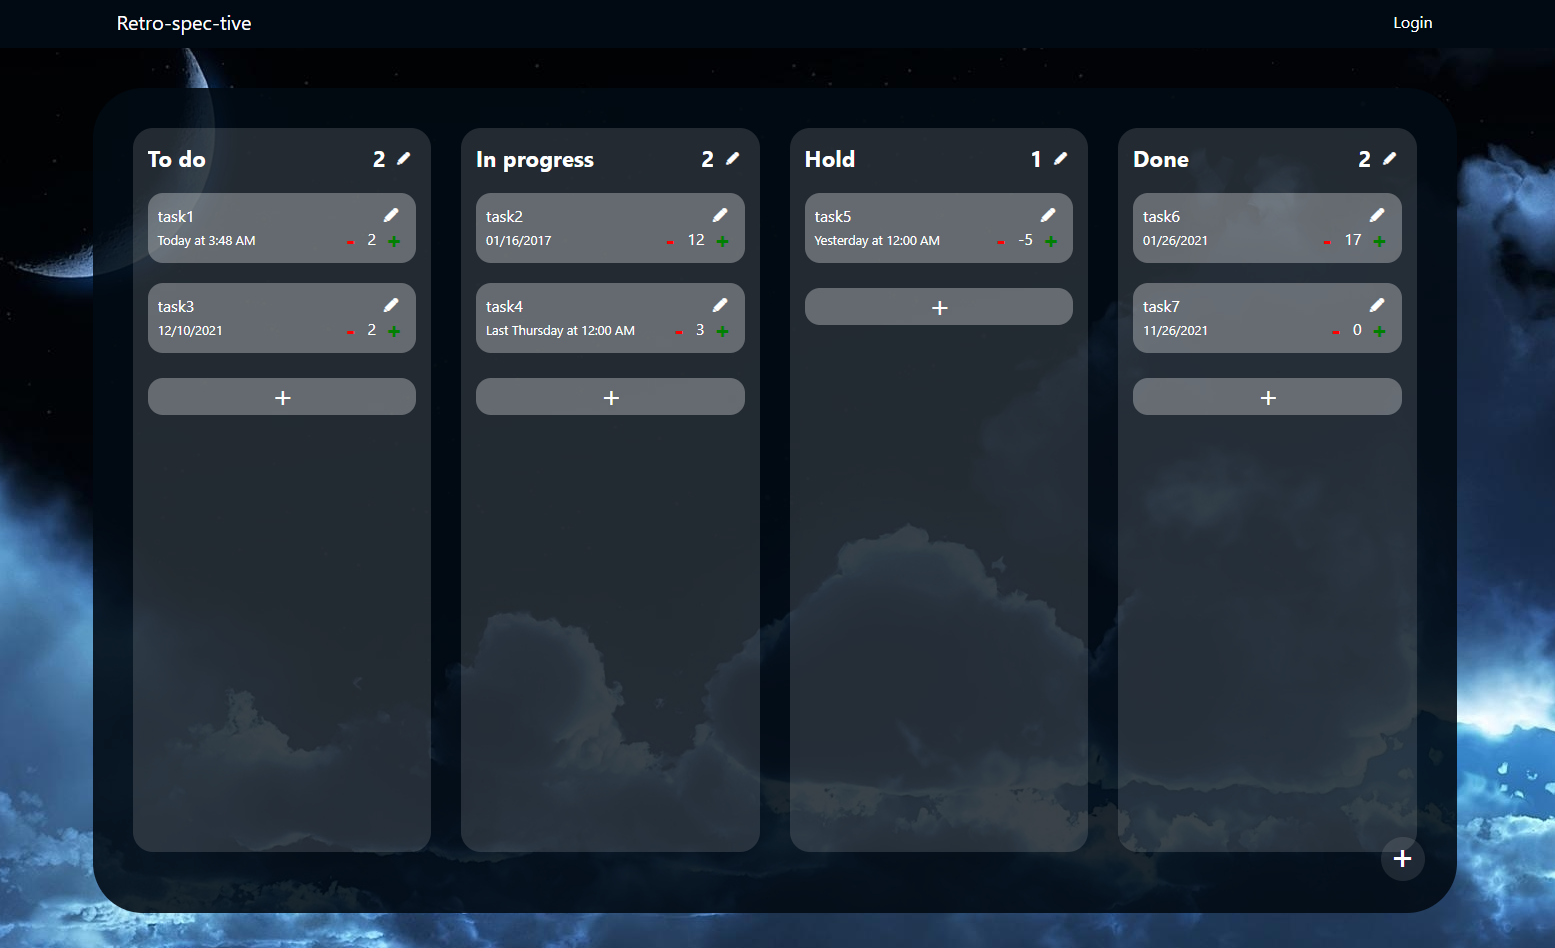 Retro-spec-tive
Login
To do 2
task1
Today at 3:48 AM - 2 +
task3
12/10/2021 - 2 +
+
In progress 2
task2
01/16/2017 - 12 +
task4
Last Thursday at 12:00 AM - 3 +
+
Hold 1
task5
Yesterday at 12:00 AM - -5 +
+
Done 2
task6
01/26/2021 - 17 +
task7
11/26/2021 - 0 +
+
+